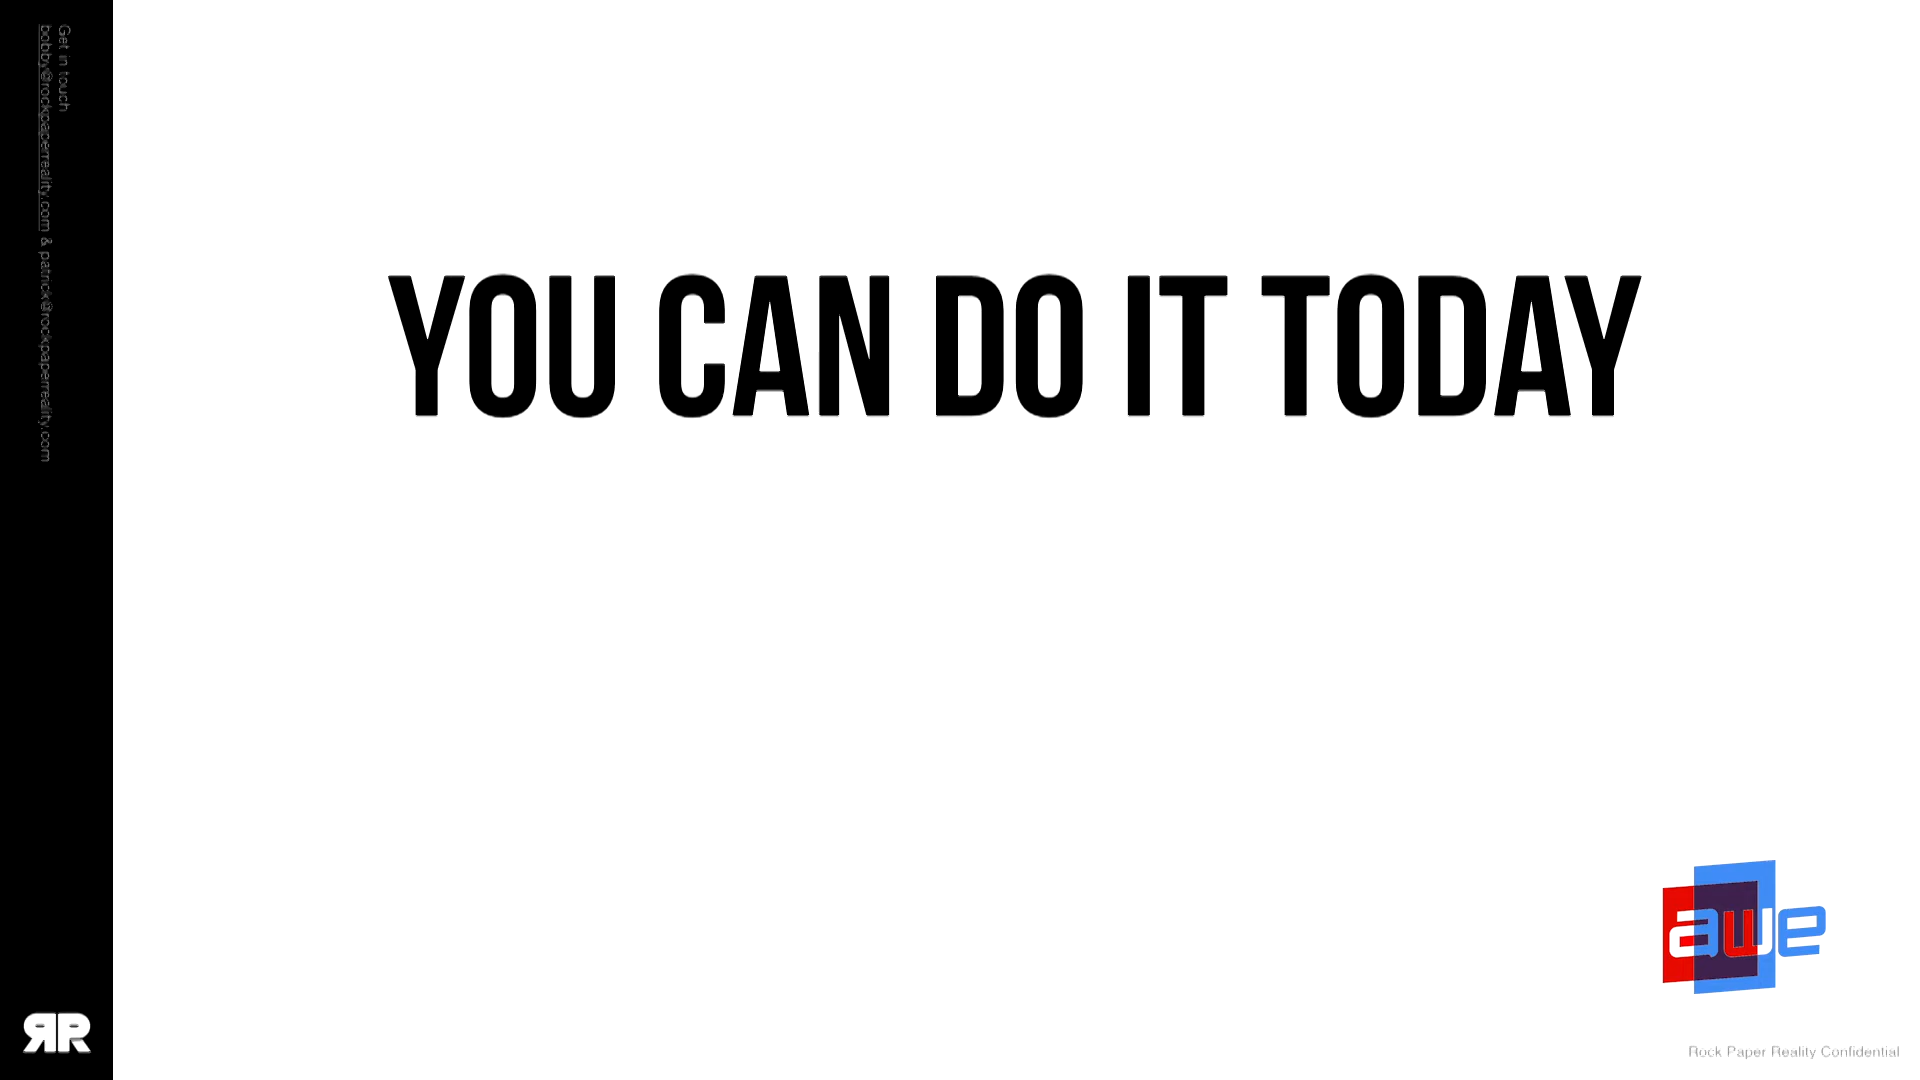 Get in touch
bobby@rockpaperreality.com & patrick@rockpaperreality.com
YOU CAN DO IT TODAY
awe
RR
Rock Paper Reality Confidential